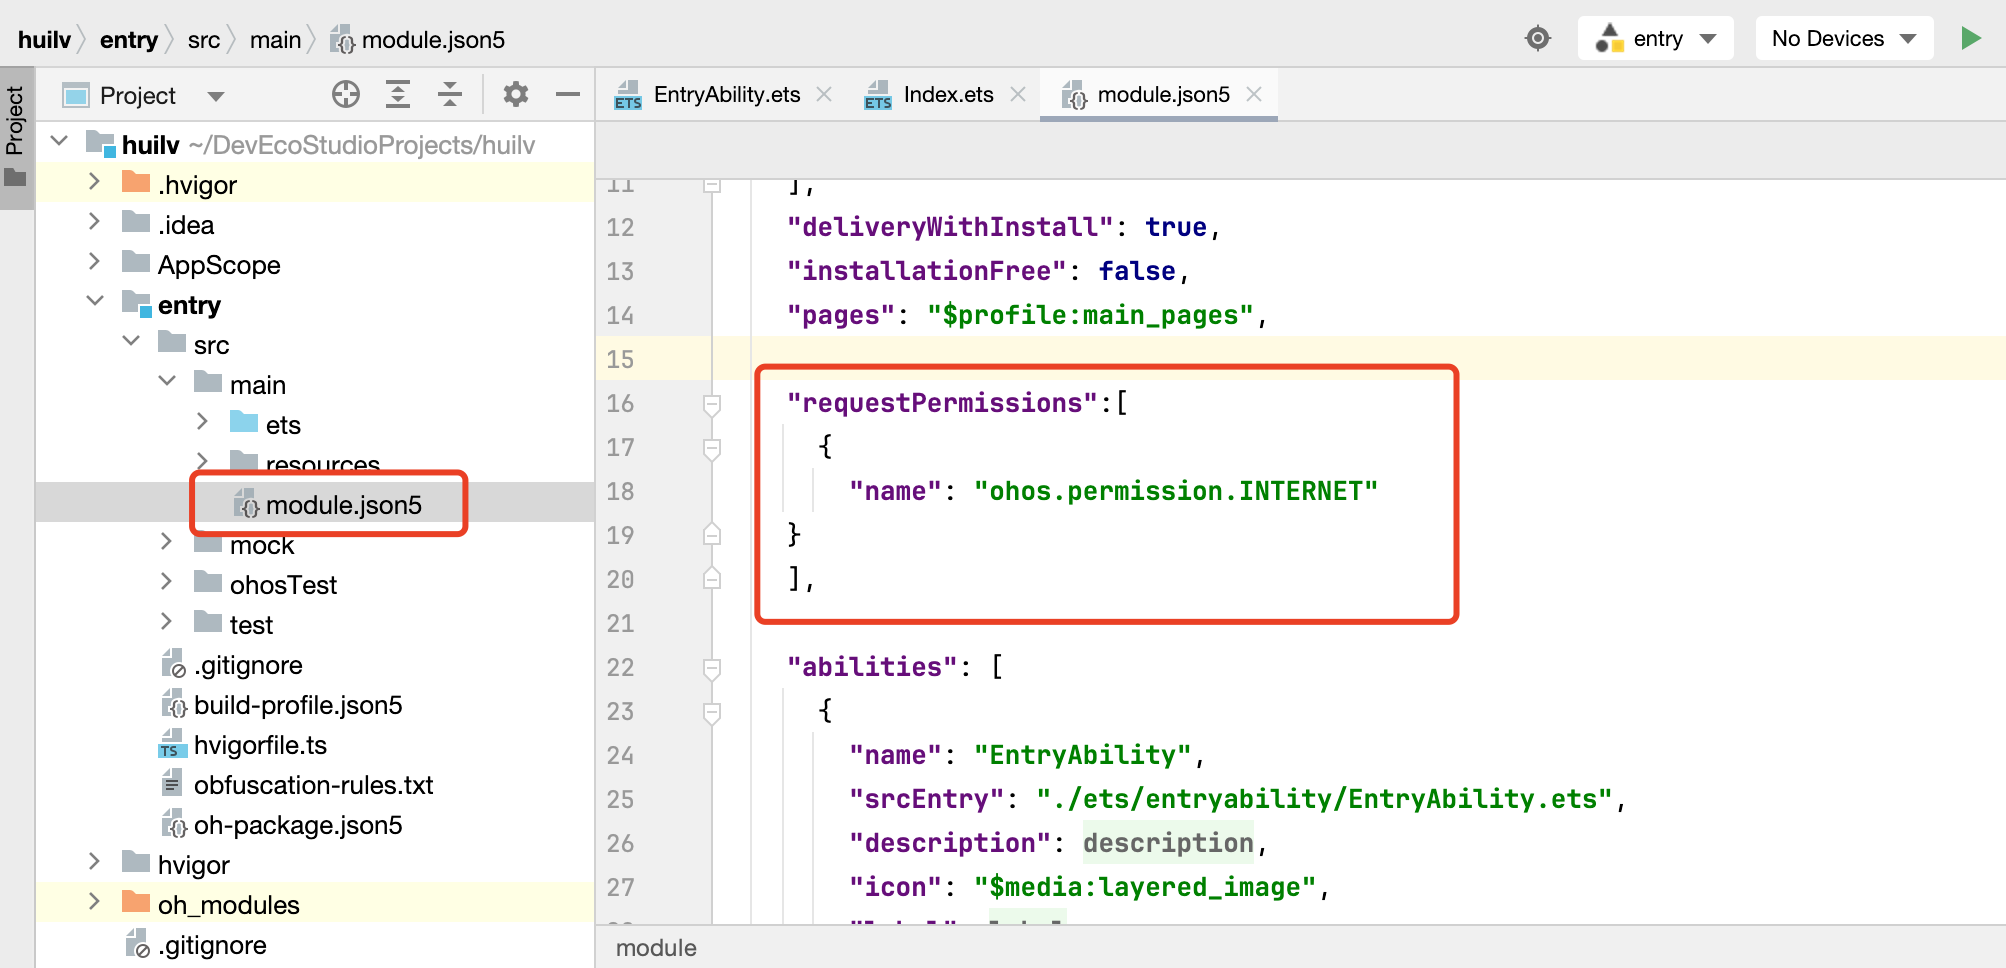 huilv entry src main module.json5
entry No Devices
Project
Project
EntryAbility.ets Index.ets module.json5
huilv ~/DevEcoStudioProjects/huilv
.hvigor
.idea
AppScope
entry
src
main
ets
resources
module.json5
mock
ohosTest
test
.gitignore
build-profile.json5
hvigorfile.ts
obfuscation-rules.txt
oh-package.json5
hvigor
oh_modules
.gitignore
11 ],
12 "deliveryWithInstall": true,
13 "installationFree": false,
14 "pages": "$profile:main_pages",
15
16 "requestPermissions":[
17 {
18 "name": "ohos.permission.INTERNET"
19 }
20 ],
21
22 "abilities": [
23 {
24 "name": "EntryAbility",
25 "srcEntry": "./ets/entryability/EntryAbility.ets",
26 "description": description,
27 "icon": "$media:layered_image",
module